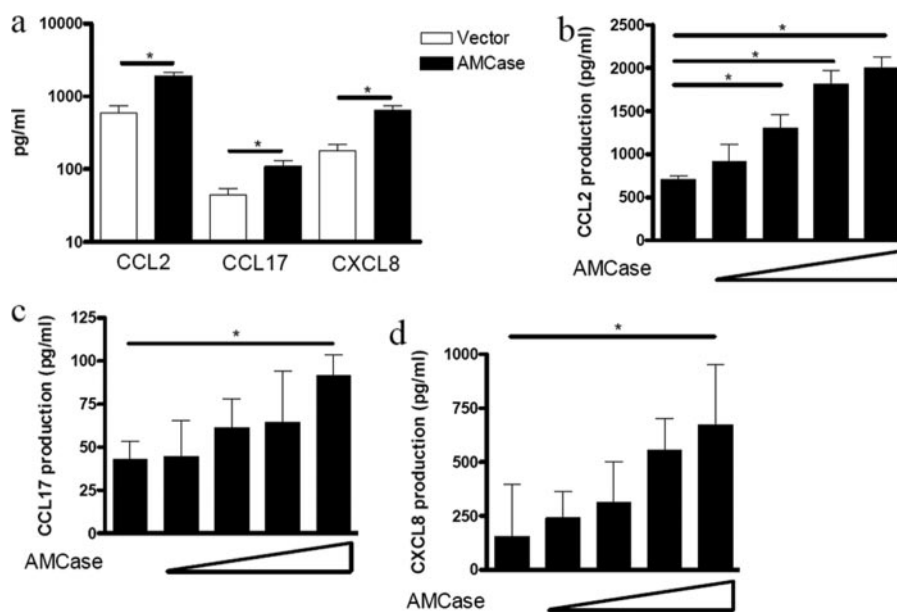 a
10000
1000
100
10
pg/ml
Vector
AMCase
*
*
*
CCL2 CCL17 CXCL8
b
2500
2000
1500
1000
500
0
CCL2 production (pg/ml)
*
*
*
AMCase
c
125
100
75
50
25
0
CCL17 production (pg/ml)
*
AMCase
d
1000
750
500
250
0
CXCL8 production (pg/ml)
*
AMCase